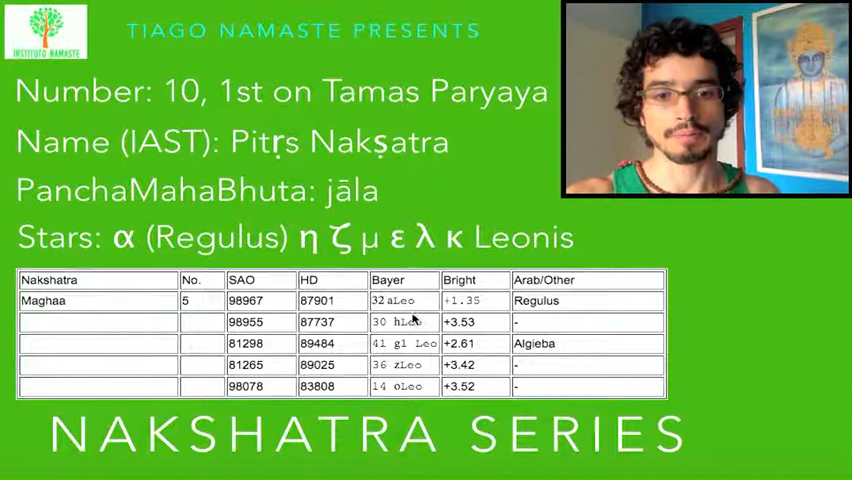 INSTITUTO NAMASTE
TIAGO NAMASTE PRESENTS
Number: 10, 1st on Tamas Paryaya
Name (IAST): Pitṛs Nakṣatra
PanchaMahaBhuta: jāla
Stars: α (Regulus) η ζ μ ε λ κ Leonis
Nakshatra No. SAO HD Bayer Bright Arab/Other
Maghaa 5 98967 87901 32 aLeo +1.35 Regulus
98955 87737 30 hLeo +3.53 -
81298 89484 41 g1 Leo +2.61 Algieba
81265 89025 36 zLeo +3.42 -
98078 83808 14 oLeo +3.52 -
NAKSHATRA SERIES